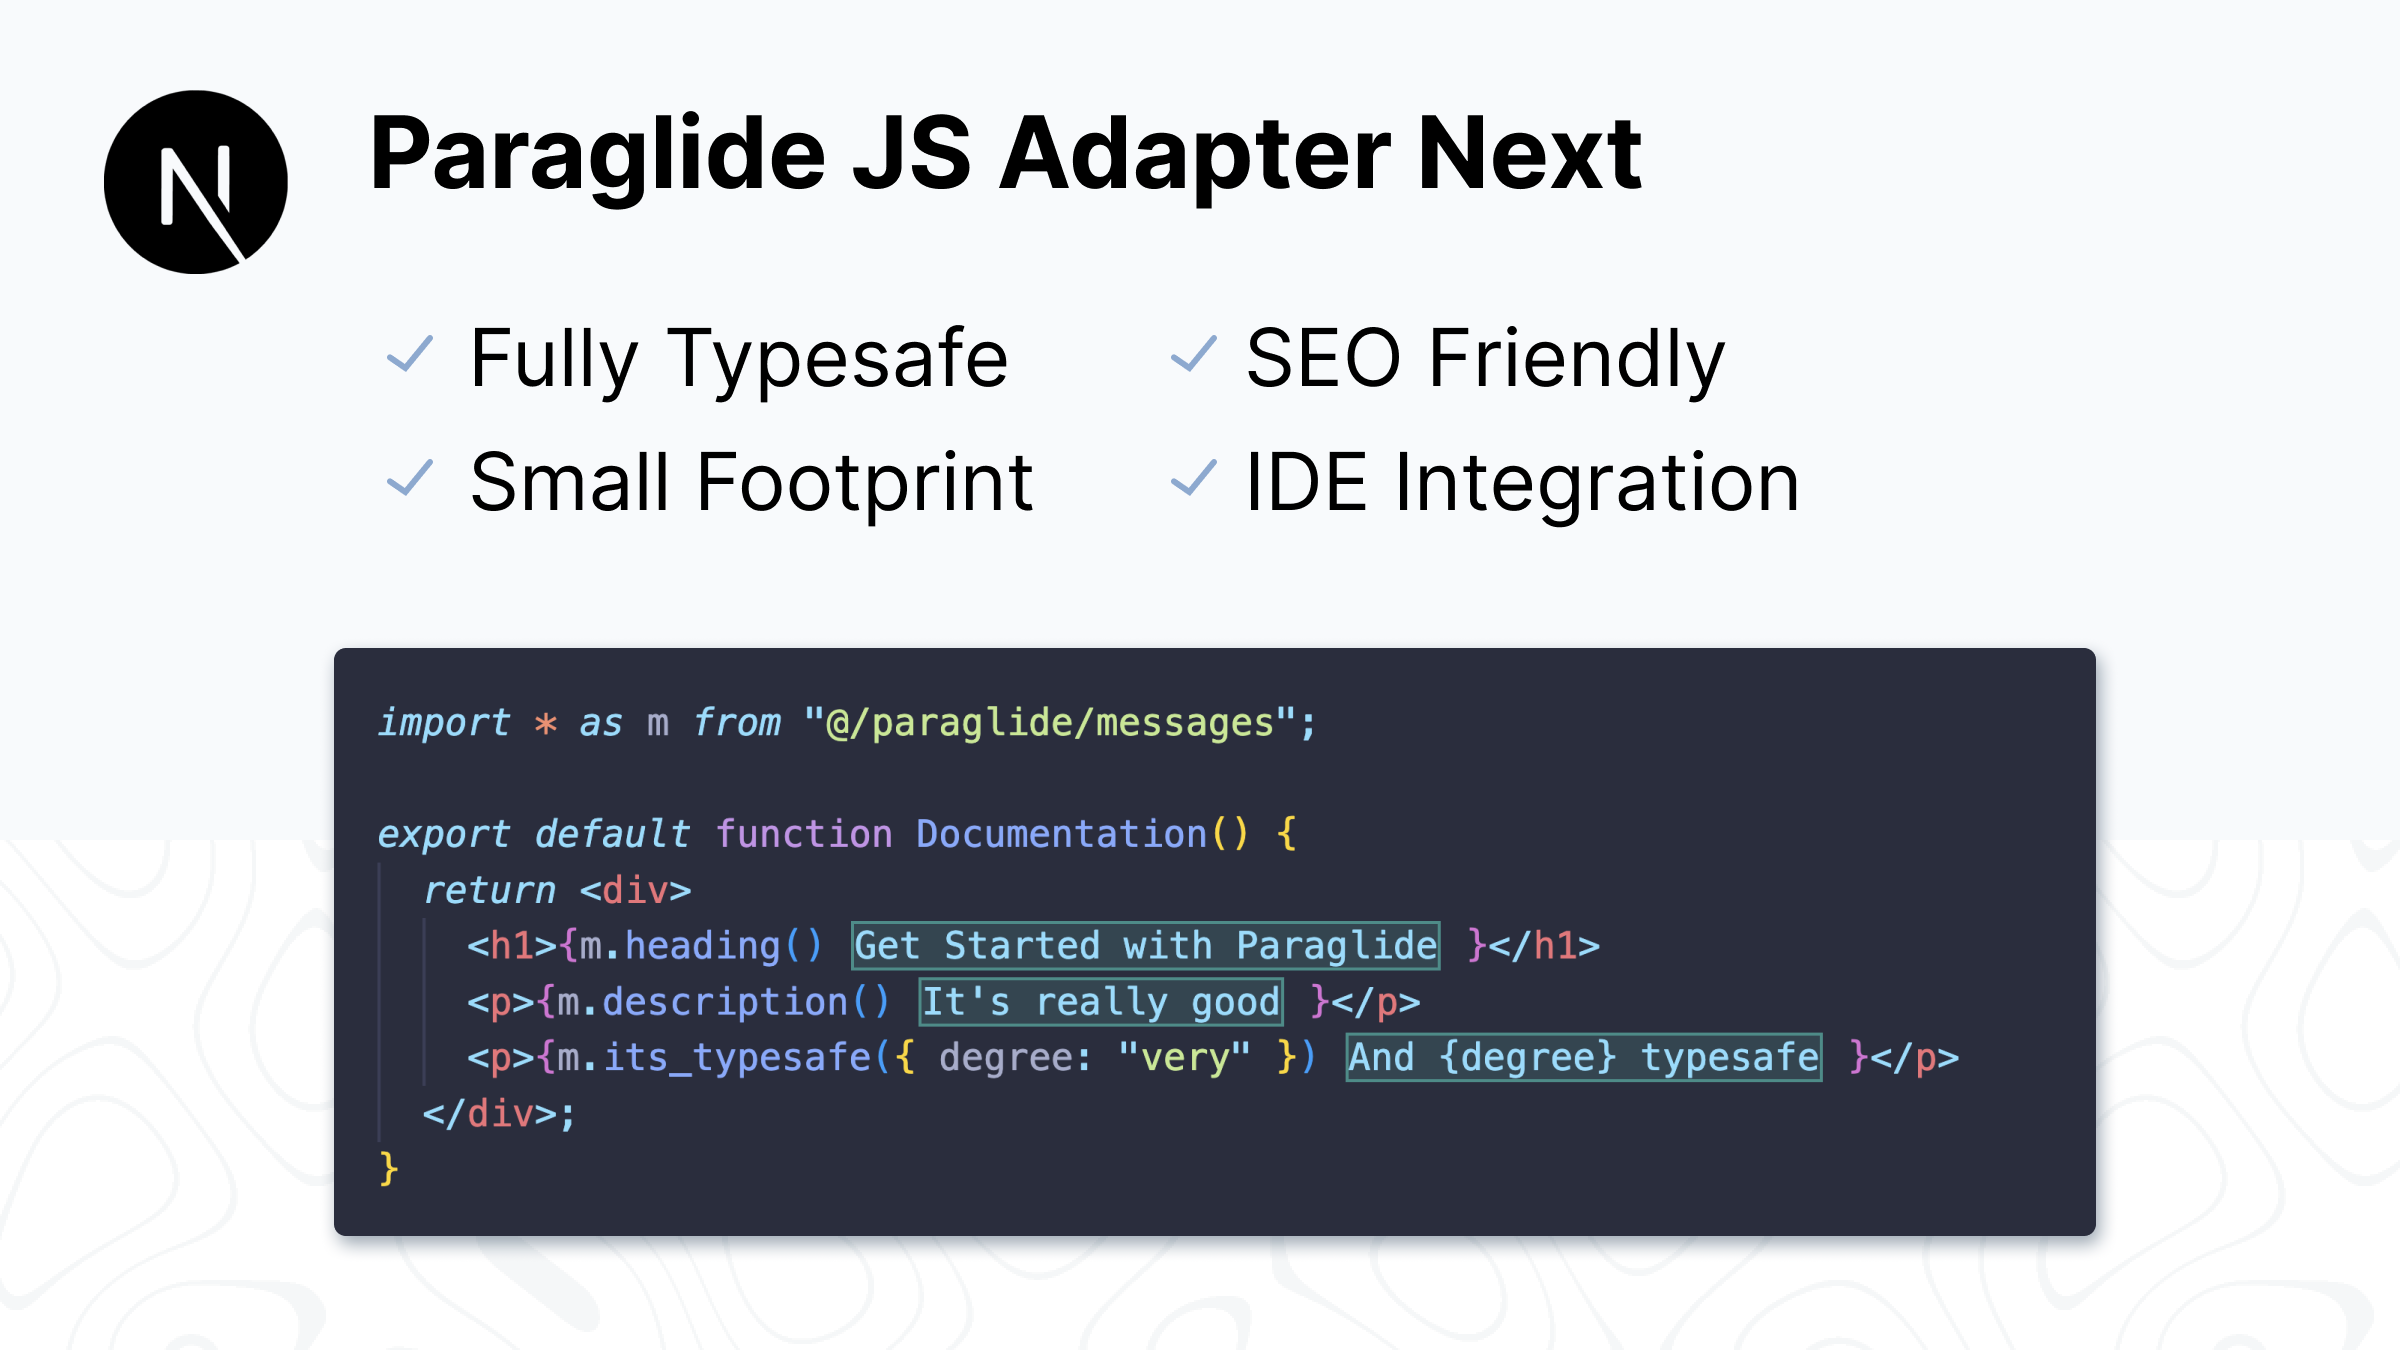 N
Paraglide JS Adapter Next
Fully Typesafe
SEO Friendly
Small Footprint
IDE Integration
import * as m from "@/paraglide/messages";
export default function Documentation() {
return <div>
<h1>{m.heading() Get Started with Paraglide }</h1>
<p>{m.description() It's really good }</p>
<p>{m.its_typesafe({ degree: "very" }) And {degree} typesafe }</p>
</div>;
}